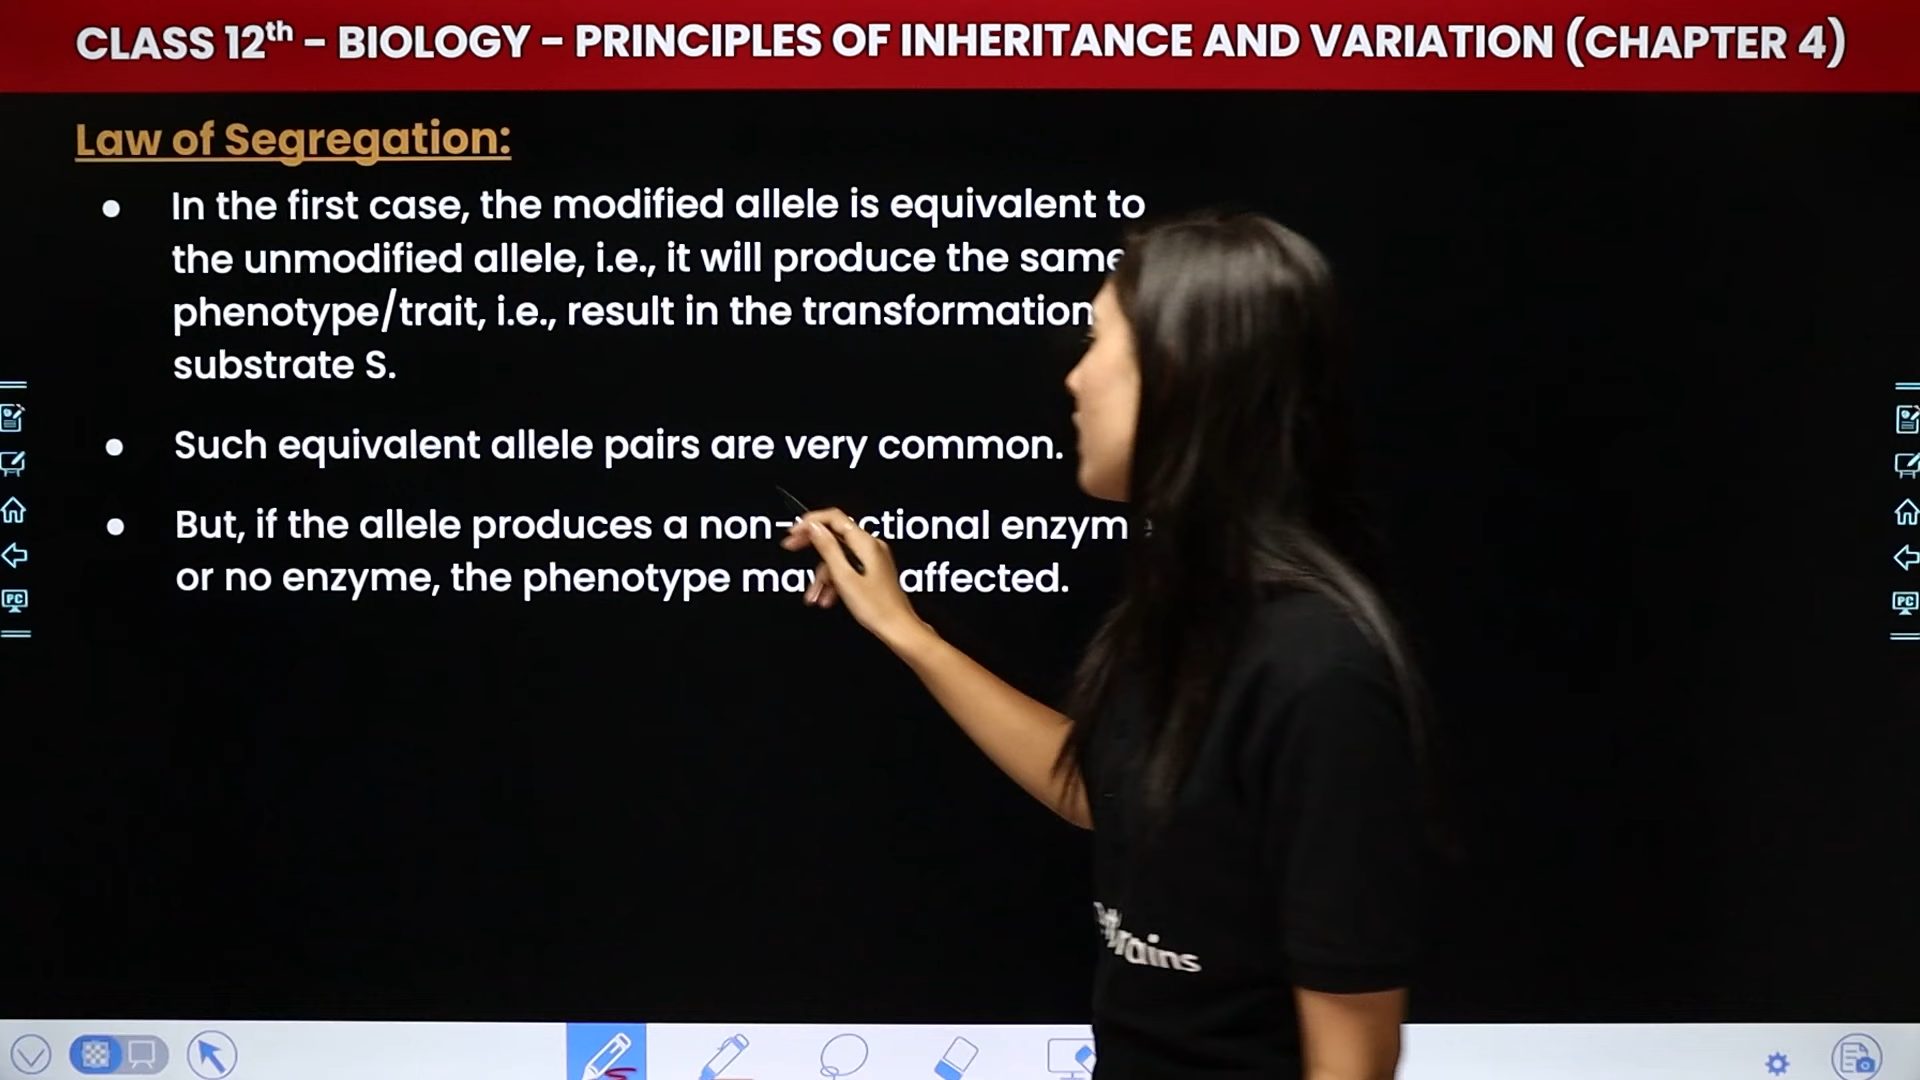 CLASS 12th - BIOLOGY - PRINCIPLES OF INHERITANCE AND VARIATION (CHAPTER 4)
Law of Segregation:
• In the first case, the modified allele is equivalent to
the unmodified allele, i.e., it will produce the same
phenotype/trait, i.e., result in the transformation
substrate S.
• Such equivalent allele pairs are very common.
• But, if the allele produces a
or no enzyme, the phenotype affected.
PC
PC